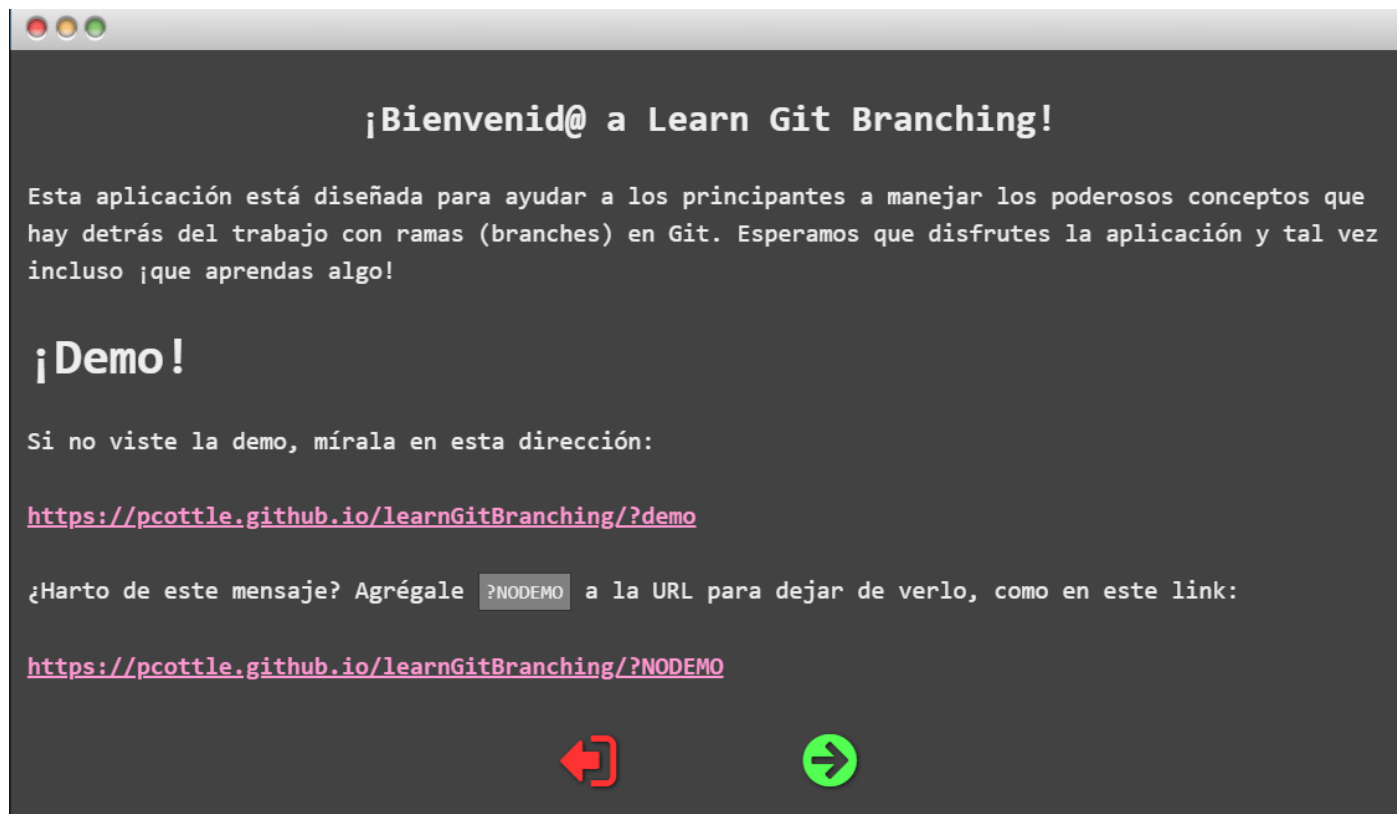 ¡Bienvenid@ a Learn Git Branching!
Esta aplicación está diseñada para ayudar a los principantes a manejar los poderosos conceptos que
hay detrás del trabajo con ramas (branches) en Git. Esperamos que disfrutes la aplicación y tal vez
incluso ¡que aprendas algo!
¡Demo!
Si no viste la demo, mírala en esta dirección:
https://pcottle.github.io/learnGitBranching/?demo
¿Harto de este mensaje? Agrégale ?NODEMO a la URL para dejar de verlo, como en este link:
https://pcottle.github.io/learnGitBranching/?NODEMO